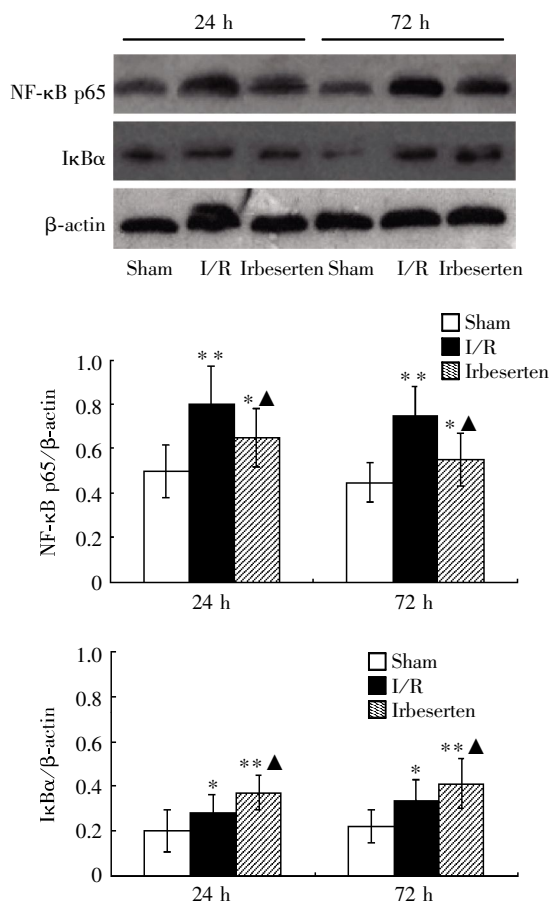 24 h 72 h
NF-κB p65
IκBα
β-actin
Sham I/R Irbeserten Sham I/R Irbeserten
Sham
I/R
Irbeserten
NF-κB p65/β-actin
1.0
0.8
0.6
0.4
0.2
0
** *▲ ** *▲
24 h 72 h
Sham
I/R
Irbeserten
IκBα/β-actin
1.0
0.8
0.6
0.4
0.2
0
* **▲ * **▲
24 h 72 h